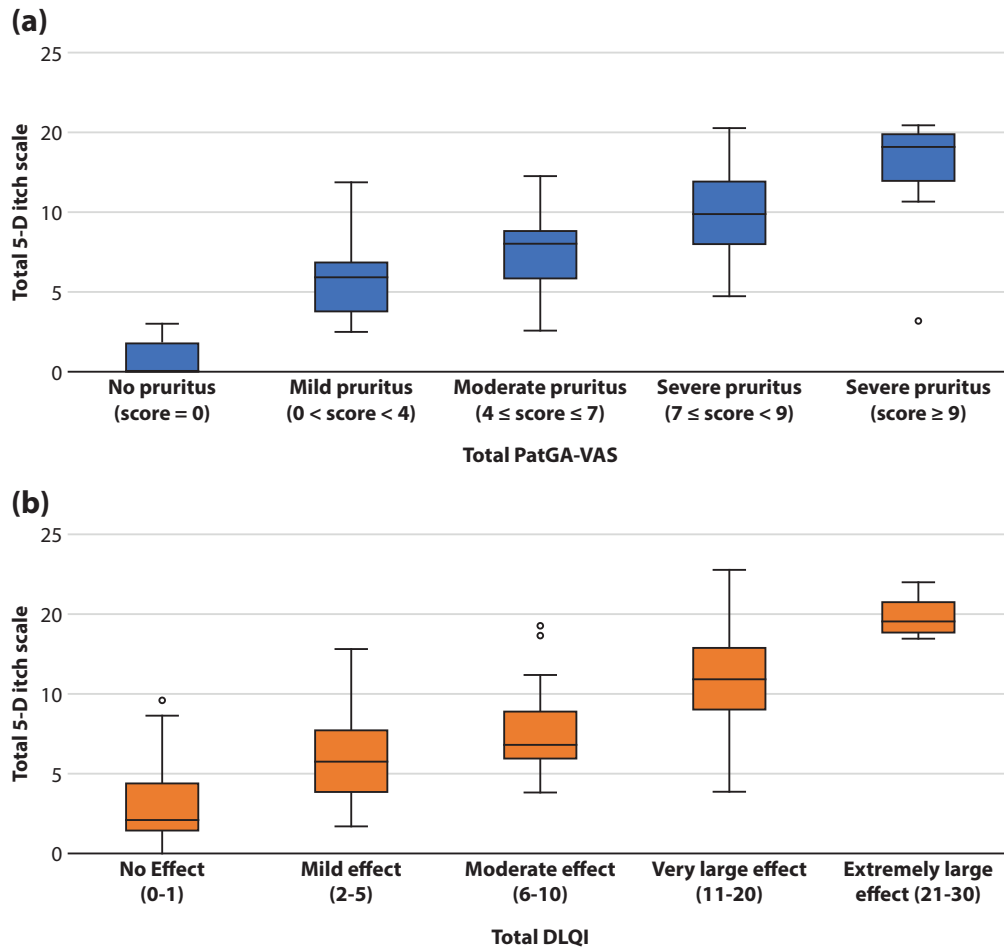 (a)
Total 5-D itch scale
25
20
10
5
0
No pruritus
(score = 0)
Mild pruritus
(0 < score < 4)
Moderate pruritus
(4 ≤ score ≤ 7)
Severe pruritus
(7 ≤ score < 9)
Severe pruritus
(score ≥ 9)
Total PatGA-VAS
(b)
Total 5-D itch scale
25
20
10
5
0
No Effect
(0-1)
Mild effect
(2-5)
Moderate effect
(6-10)
Very large effect
(11-20)
Extremely large
effect (21-30)
Total DLQI